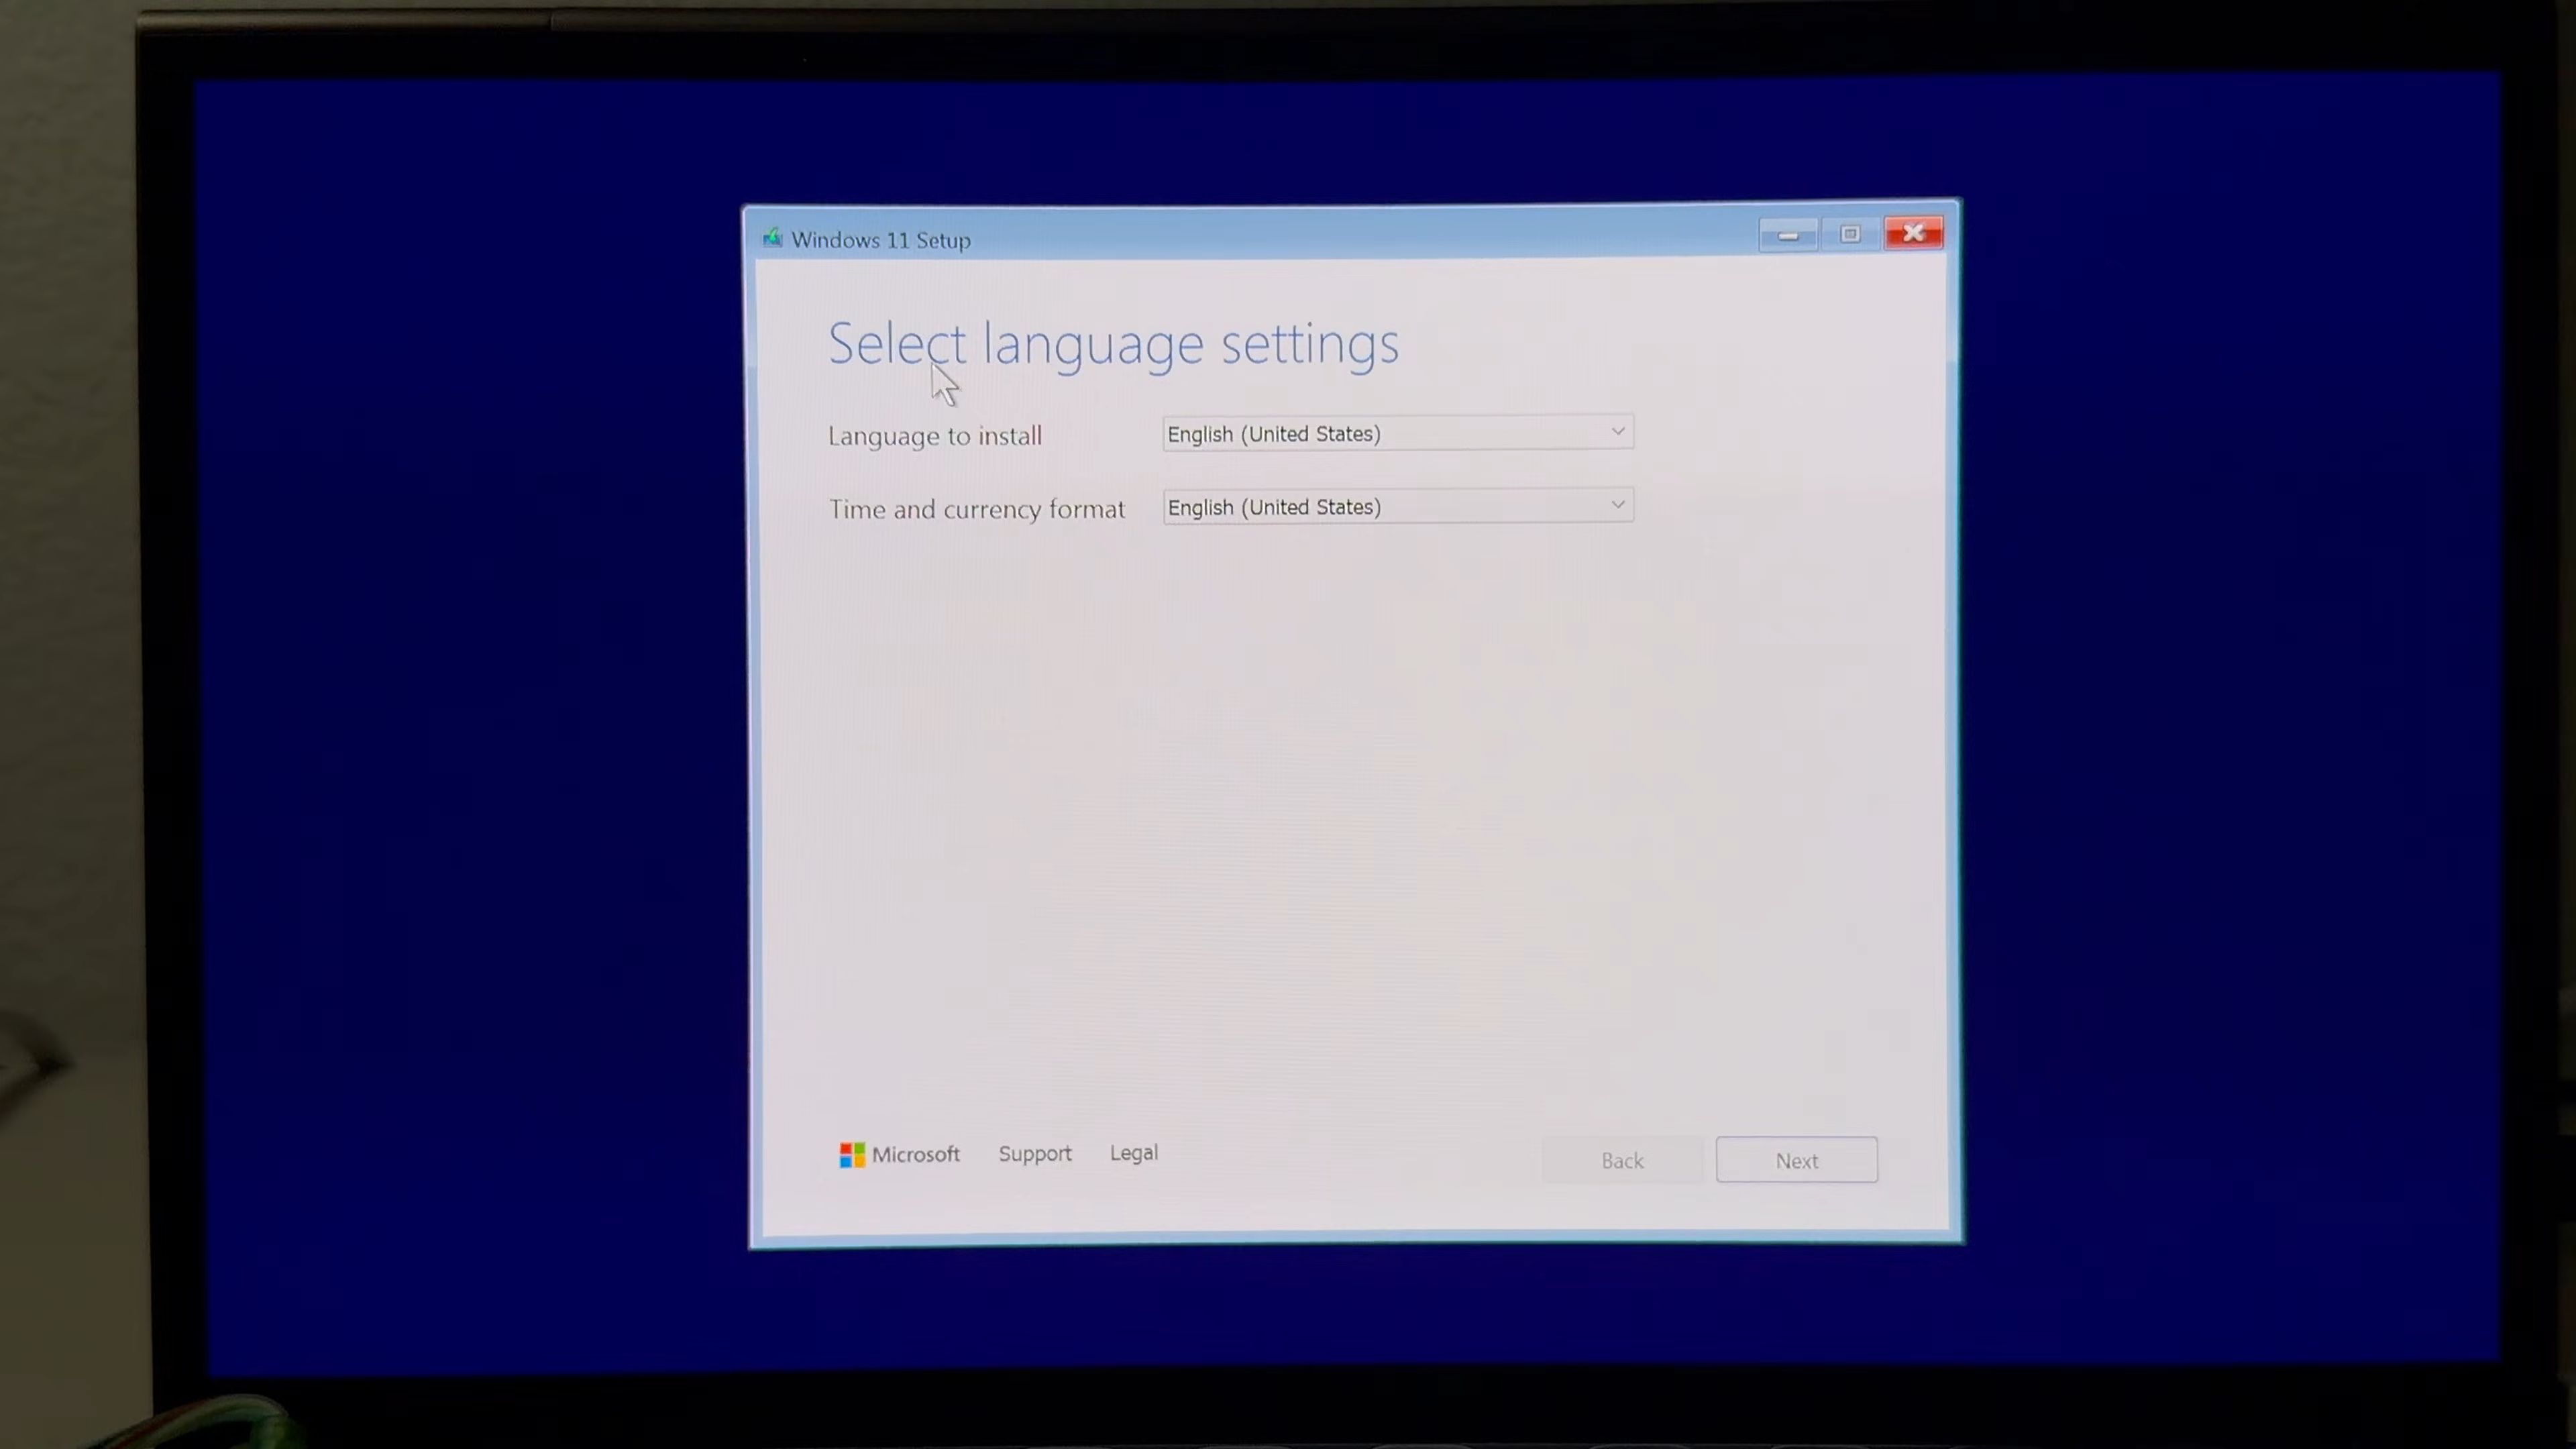 Windows 11 Setup
Select language settings
Language to install English (United States)
Time and currency format English (United States)
Microsoft Support Legal Back Next